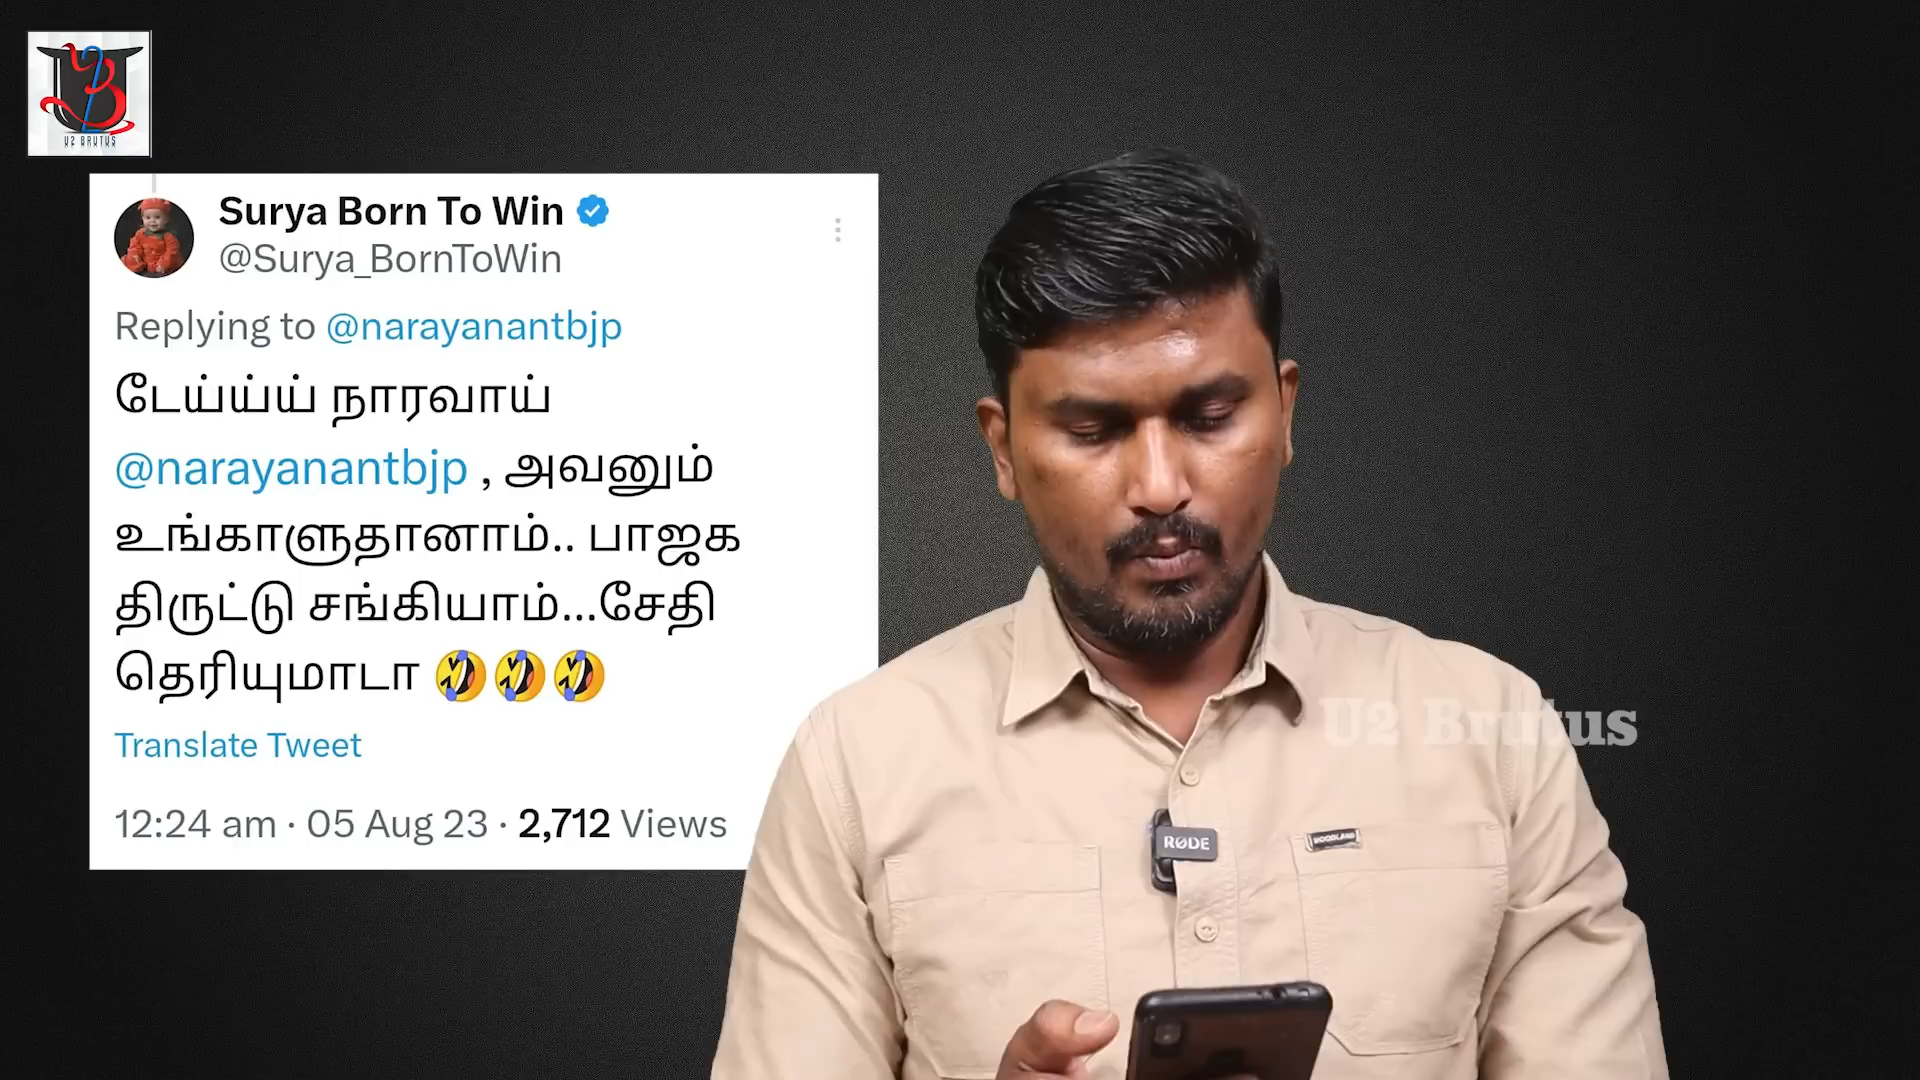 U2 BRUTUS
Surya Born To Win
@Surya_BornToWin
Replying to @narayanantbjp
டேய்ய்ய் நாரவாய்
@narayanantbjp , அவனும்
உங்காளுதானாம்.. பாஜக
திருட்டு சங்கியாம்...சேதி
தெரியுமாடா 🤣🤣🤣
Translate Tweet
12:24 am · 05 Aug 23 · 2,712 Views
U2 Brutus
RØDE
WOODLAND